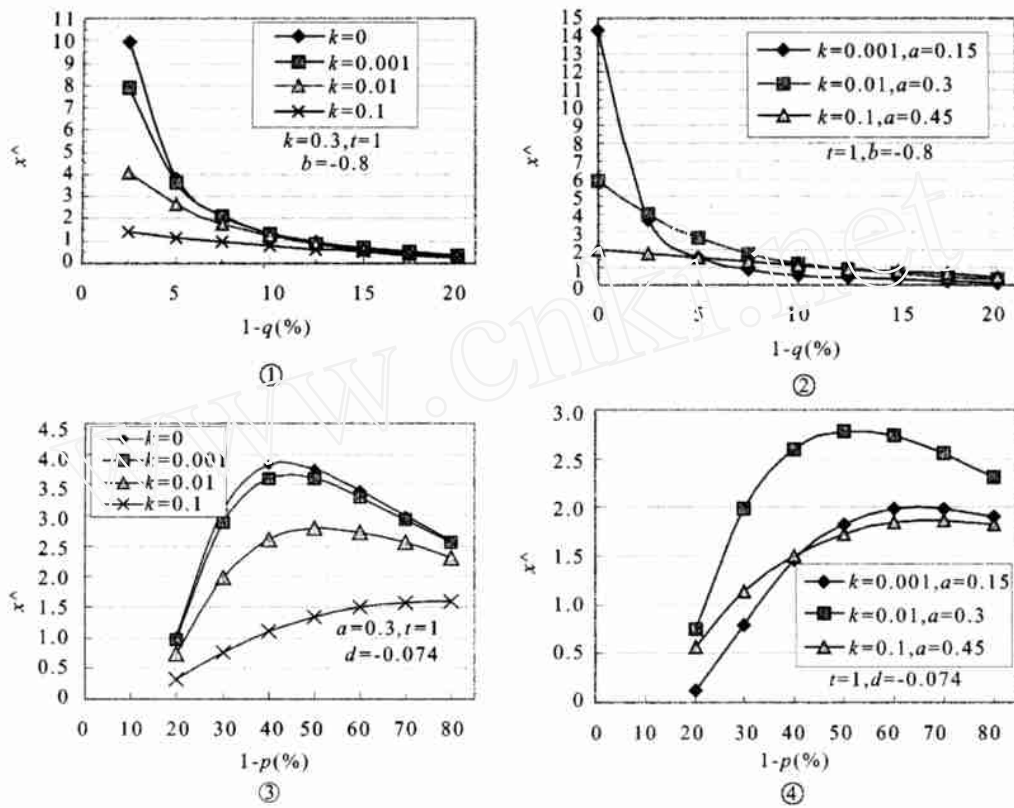 11
10
9
8
7
6
5
4
3
2
1
0
x^
k=0
k=0.001
k=0.01
k=0.1
k=0.3,t=1
b=-0.8
0 5 10 15 20
1-q(%)
①
15
14
13
12
11
10
9
8
7
6
5
4
3
2
1
0
x^
k=0.001,a=0.15
k=0.01,a=0.3
k=0.1,a=0.45
t=1,b=-0.8
0 5 10 15 20
1-q(%)
②
4.5
4.0
3.5
3.0
2.5
2.0
1.5
1.0
0.5
0
x^
k=0
k=0.001
k=0.01
k=0.1
a=0.3,t=1
d=-0.074
0 10 20 30 40 50 60 70 80
1-p(%)
③
3.0
2.5
2.0
1.5
1.0
0.5
0
x^
k=0.001,a=0.15
k=0.01,a=0.3
k=0.1,a=0.45
t=1,d=-0.074
0 10 20 30 40 50 60 70 80
1-p(%)
④
www.cnki.net